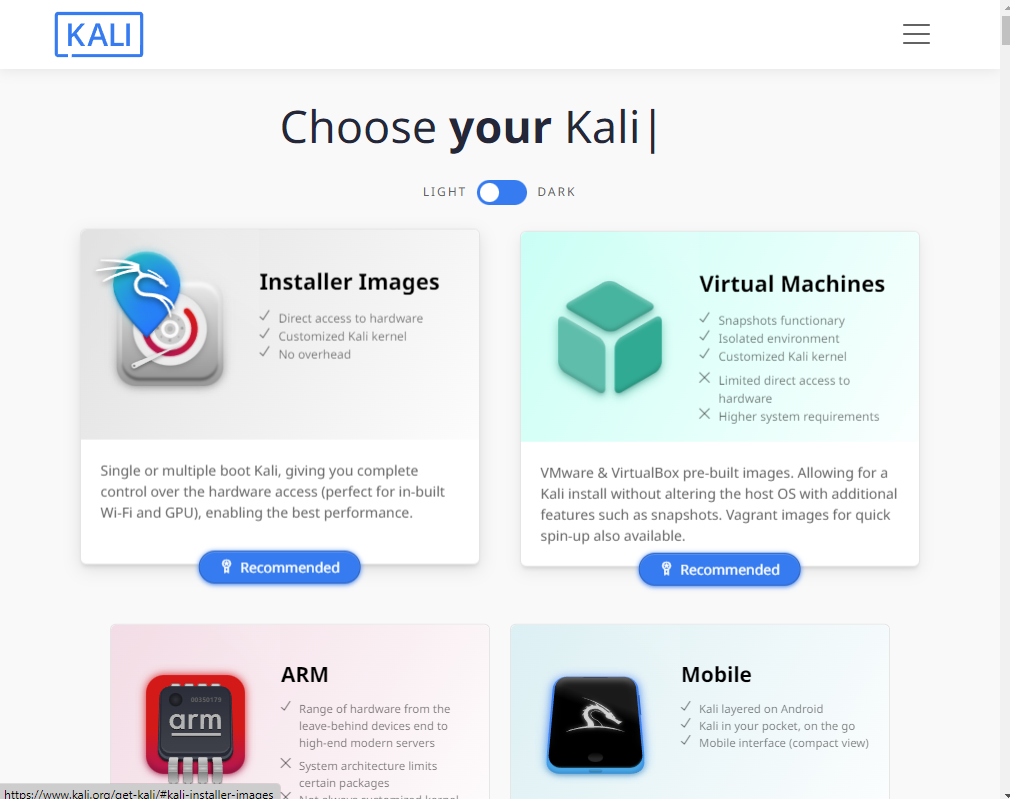 KALI
Choose your Kali|
LIGHT DARK
Installer Images
Direct access to hardware
Customized Kali kernel
No overhead
Single or multiple boot Kali, giving you complete
control over the hardware access (perfect for in-built
Wi-Fi and GPU), enabling the best performance.
Recommended
Virtual Machines
Snapshots functionary
Isolated environment
Customized Kali kernel
Limited direct access to
hardware
Higher system requirements
VMware & VirtualBox pre-built images. Allowing for a
Kali install without altering the host OS with additional
features such as snapshots. Vagrant images for quick
spin-up also available.
Recommended
00350179
arm
ARM
Range of hardware from the
leave-behind devices end to
high-end modern servers
System architecture limits
certain packages
Not always customized kernel
Mobile
Kali layered on Android
Kali in your pocket, on the go
Mobile interface (compact view)
https://www.kali.org/get-kali/#kali-installer-images